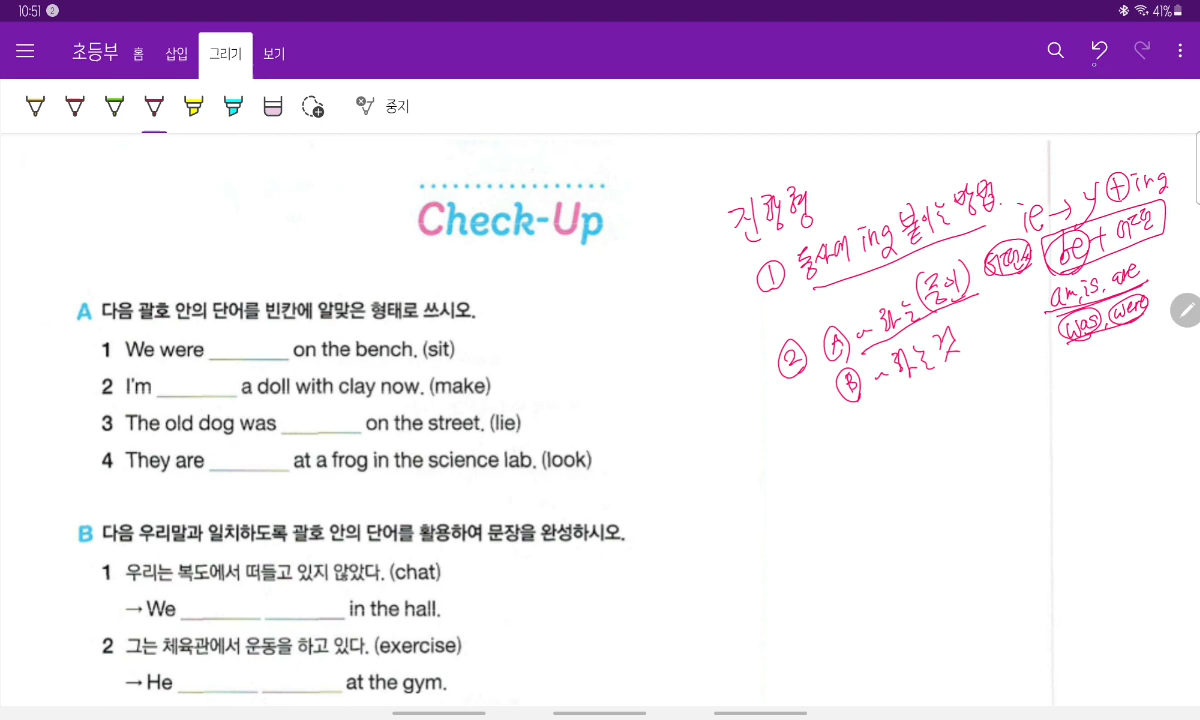 10:51 2 41%
초등부 홈 삽입 그리기 보기
중지
Check-Up
A 다음 괄호 안의 단어를 빈칸에 알맞은 형태로 쓰시오.
1 We were ________ on the bench. (sit)
2 I'm ________ a doll with clay now. (make)
3 The old dog was ________ on the street. (lie)
4 They are ________ at a frog in the science lab. (look)
B 다음 우리말과 일치하도록 괄호 안의 단어를 활용하여 문장을 완성하시오.
1 우리는 복도에서 떠들고 있지 않았다. (chat)
→ We ________ ________ in the hall.
2 그는 체육관에서 운동을 하고 있다. (exercise)
→ He ________ ________ at the gym.
진행형
① 동사에 ing 붙이는 방법. ie → y + ing
② Ⓐ ~하는 (중이) be +
am, is, are
was, were
Ⓑ ~하는 것